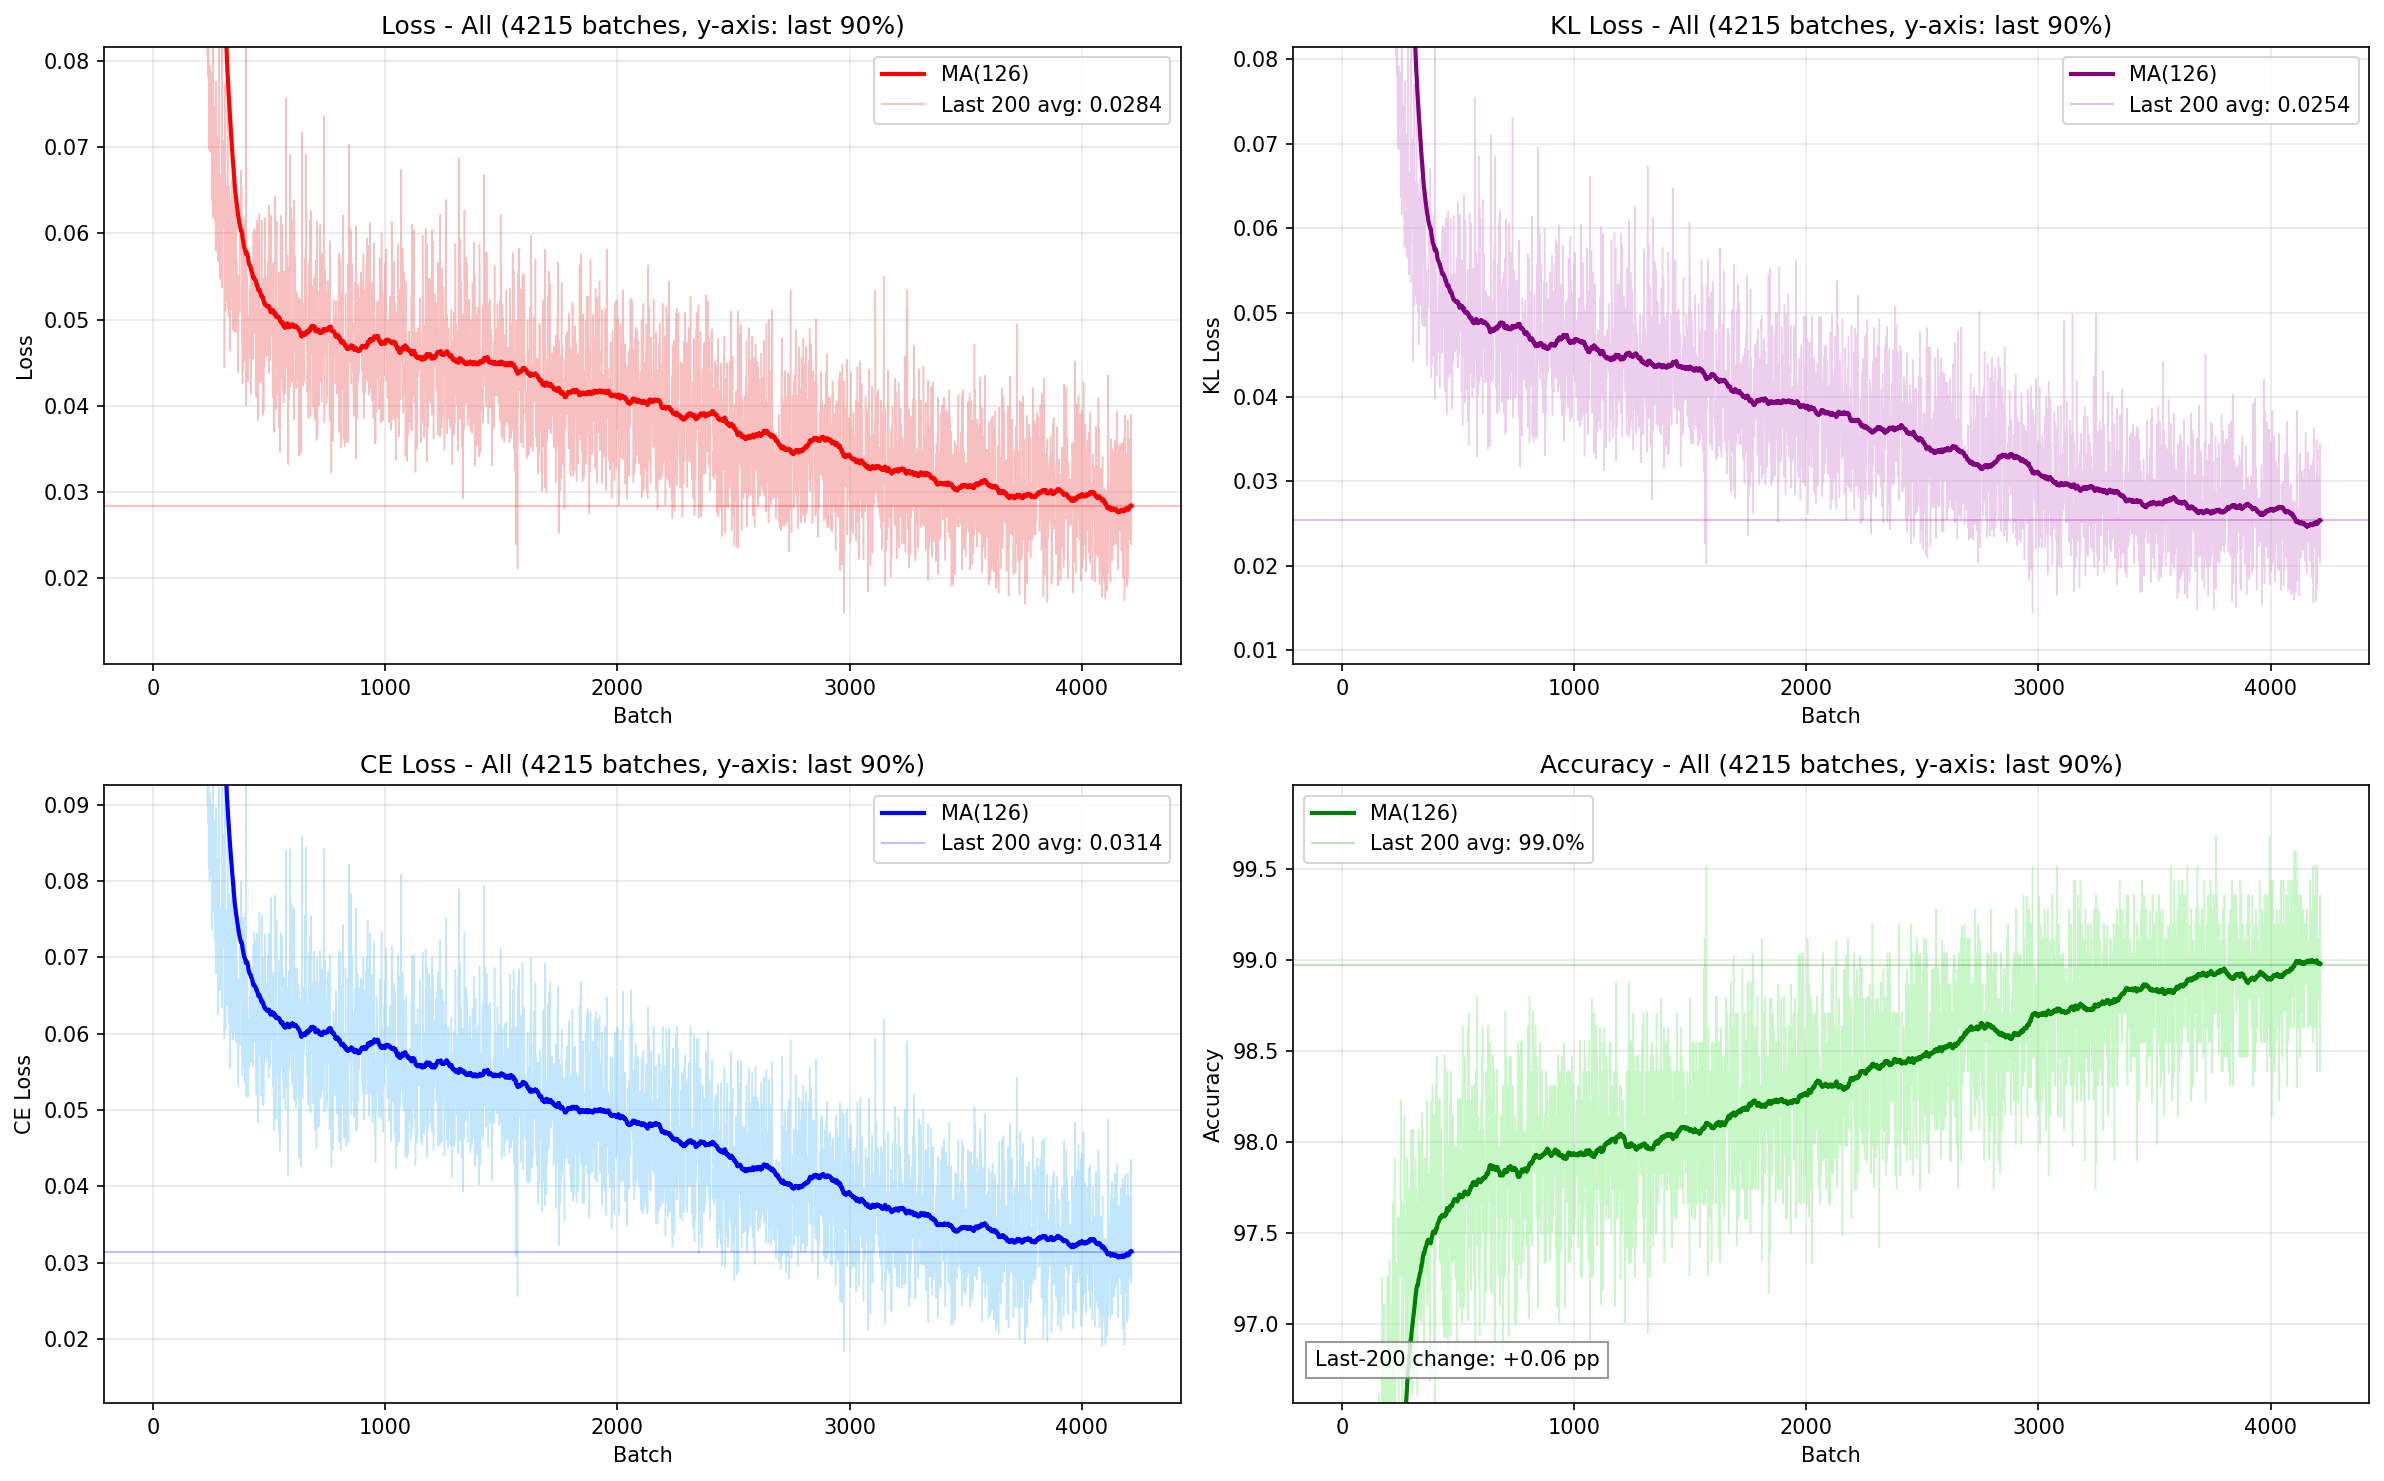 Loss - All (4215 batches, y-axis: last 90%)
MA(126)
Last 200 avg: 0.0284
0.08
0.07
0.06
0.05
0.04
0.03
0.02
Loss
0
1000
2000
3000
4000
Batch
KL Loss - All (4215 batches, y-axis: last 90%)
MA(126)
Last 200 avg: 0.0254
0.08
0.07
0.06
0.05
0.04
0.03
0.02
0.01
KL Loss
0
1000
2000
3000
4000
Batch
CE Loss - All (4215 batches, y-axis: last 90%)
MA(126)
Last 200 avg: 0.0314
0.09
0.08
0.07
0.06
0.05
0.04
0.03
0.02
CE Loss
0
1000
2000
3000
4000
Batch
Accuracy - All (4215 batches, y-axis: last 90%)
MA(126)
Last 200 avg: 99.0%
99.5
99.0
98.5
98.0
97.5
97.0
Accuracy
Last-200 change: +0.06 pp
0
1000
2000
3000
4000
Batch